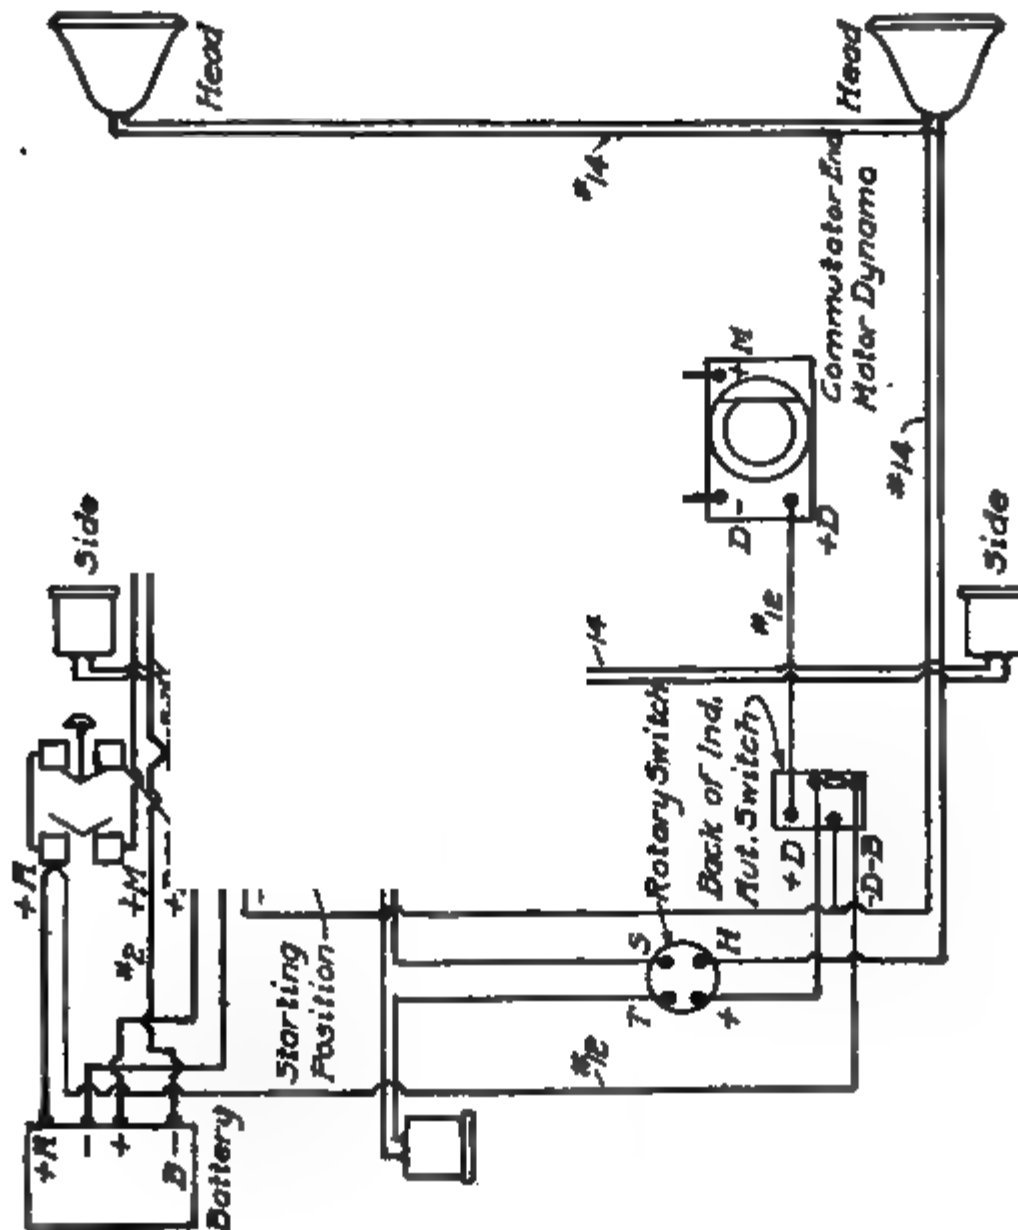 Head
Head
#14
Commutator End
Motor Dynamo
+M
D-
+D
#14
Side
Side
#12
14
Rotary Switch
Back of Ind.
Aut. Switch
+D
-D-B
+A
+M
+
#2
Starting
Position
S
H
T
+
#12
+A
-
+
B-
Battery